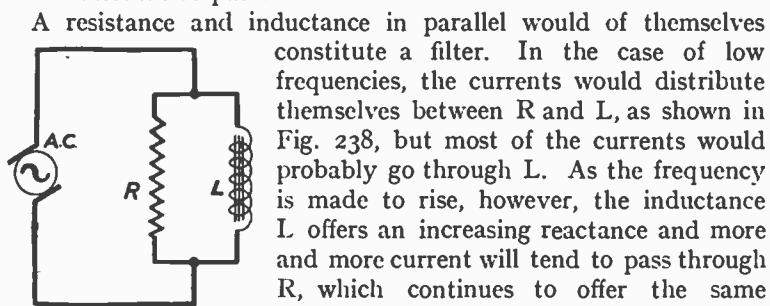 A resistance and inductance in parallel would of themselves
constitute a filter. In the case of low
frequencies, the currents would distribute
themselves between R and L, as shown in
Fig. 238, but most of the currents would
probably go through L. As the frequency
is made to rise, however, the inductance
L offers an increasing reactance and more
and more current will tend to pass through
R, which continues to offer the same
A.C.
R
L